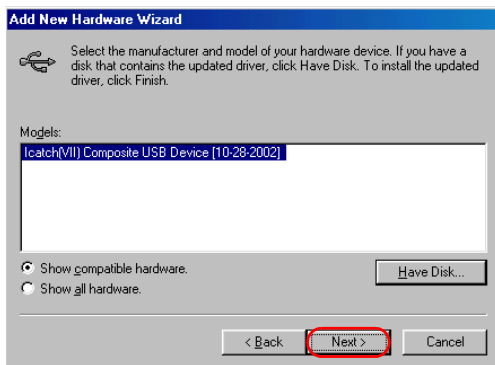 Add New Hardware Wizard
Select the manufacturer and model of your hardware device. If you have a
disk that contains the updated driver, click Have Disk. To install the updated
driver, click Finish.
Models:
Icatch(VII) Composite USB Device [10-28-2002]
Show compatible hardware.
Show all hardware.
Have Disk...
< Back
Next >
Cancel